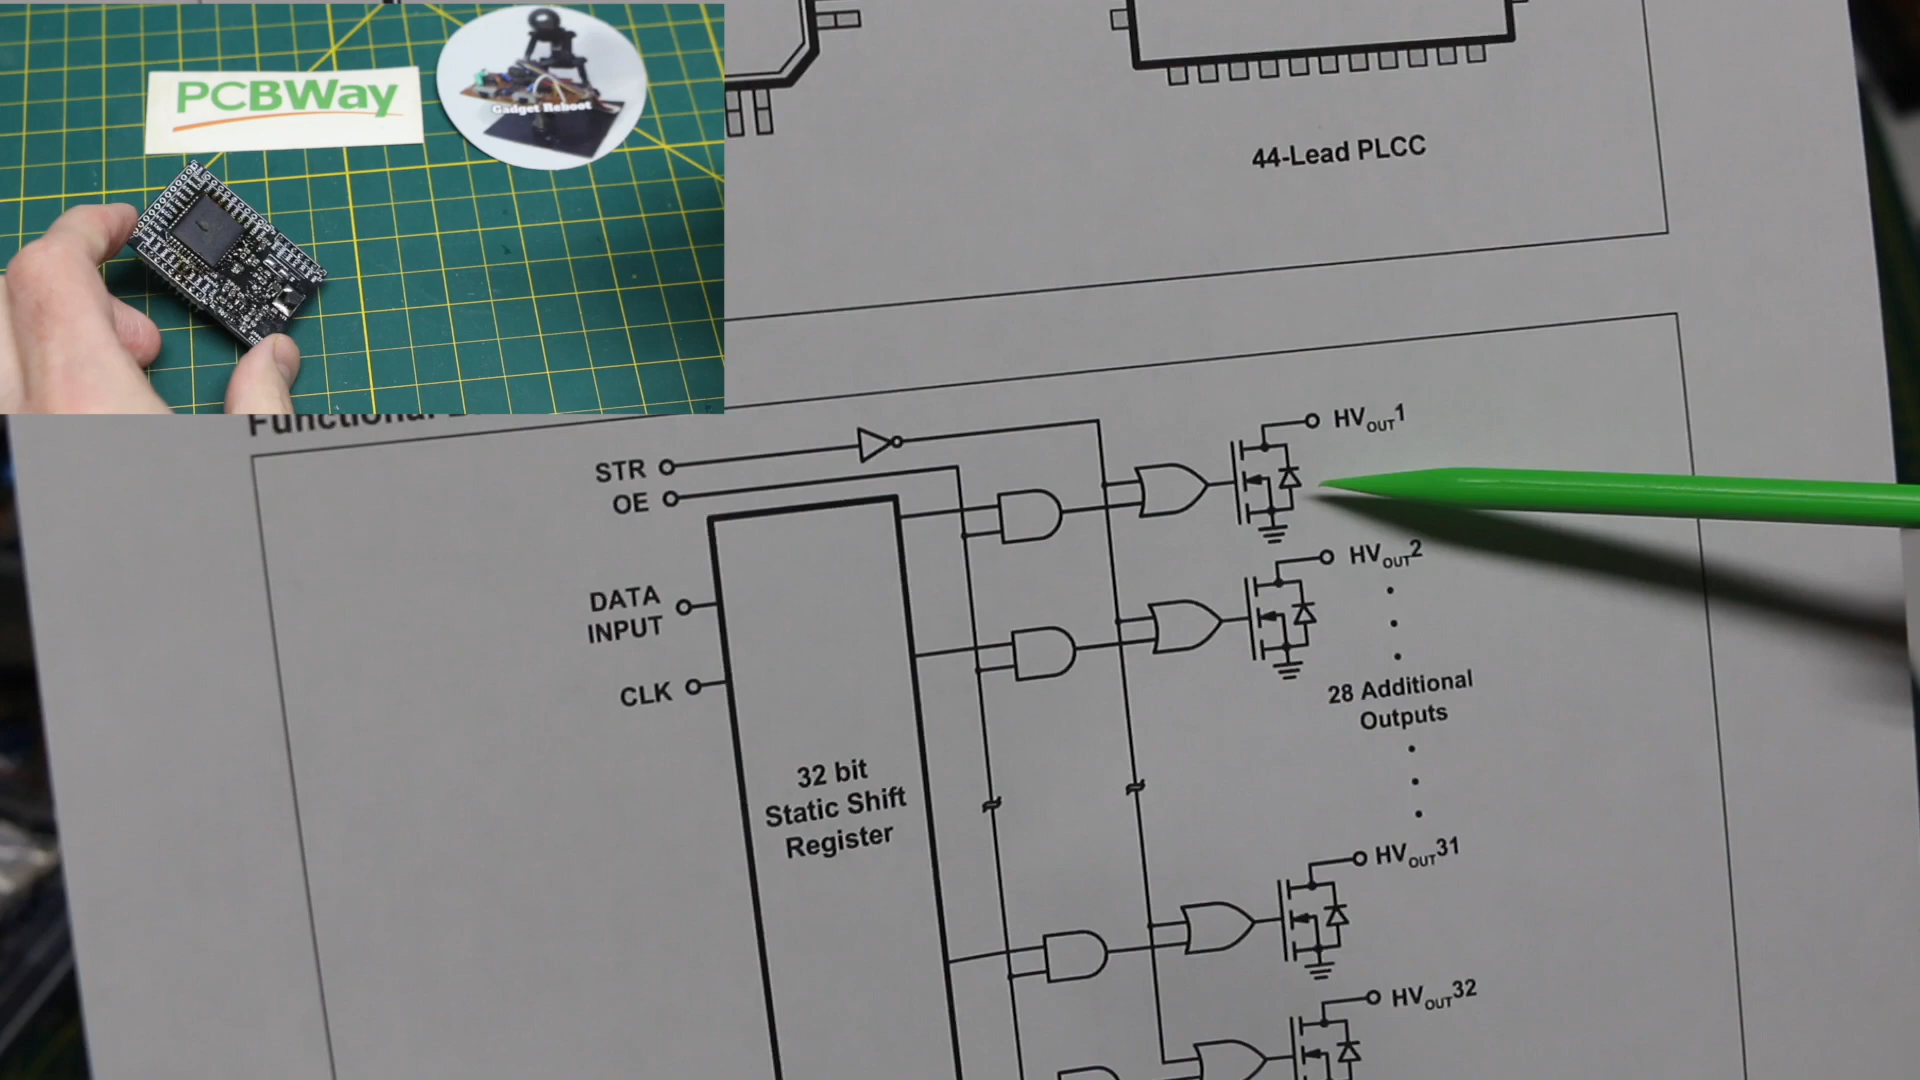 PCBWay
Gadget Reboot
44-Lead PLCC
Functional
STR
OE
DATA
INPUT
CLK
32 bit
Static Shift
Register
HVOUT1
HVOUT2
28 Additional
Outputs
HVOUT31
HVOUT32